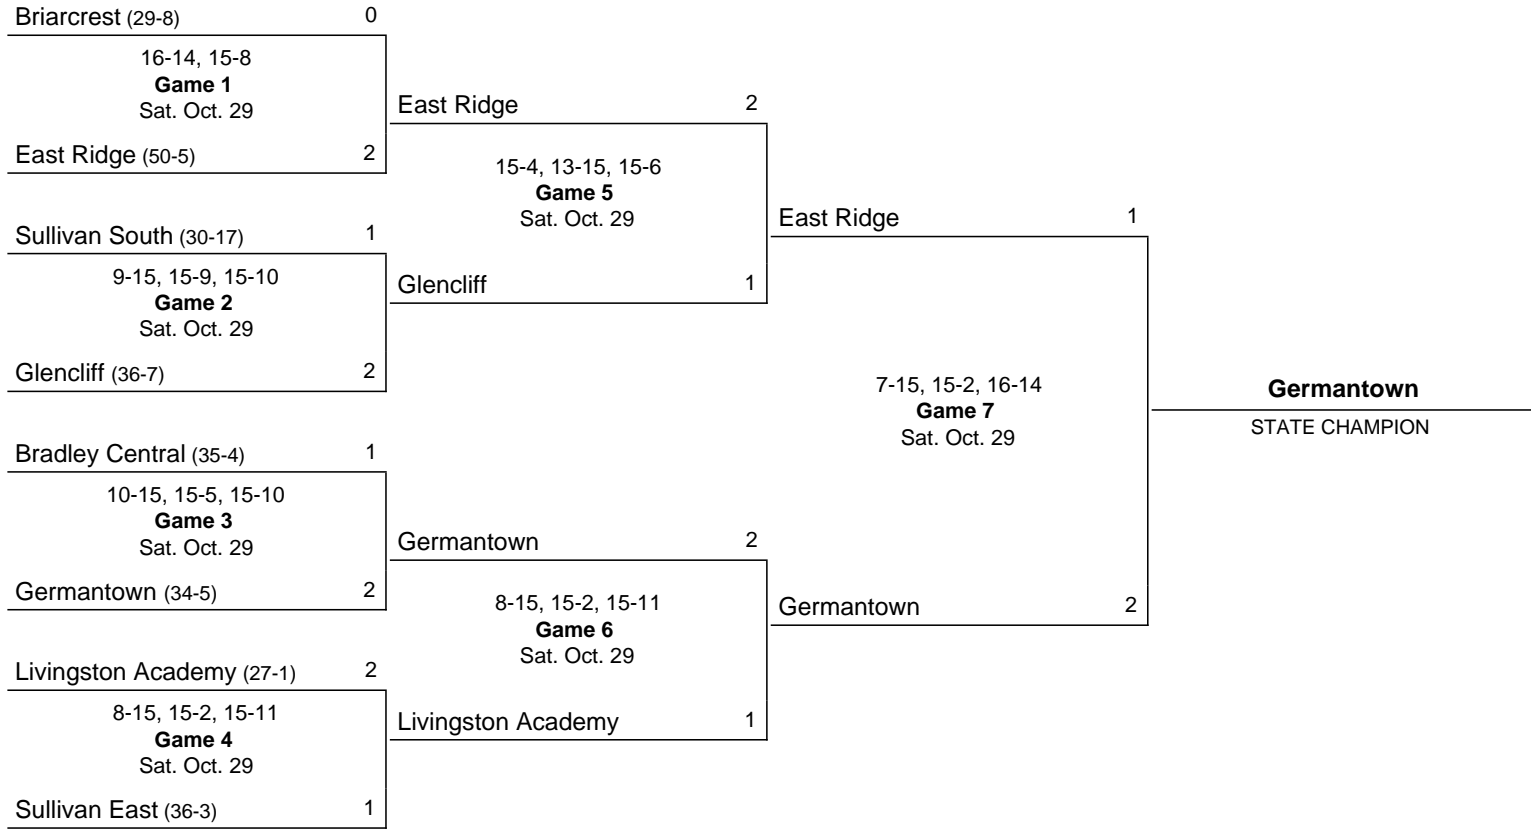 Briarcrest (29-8) 0
16-14, 15-8
Game 1
Sat. Oct. 29
East Ridge (50-5) 2
Sullivan South (30-17) 1
9-15, 15-9, 15-10
Game 2
Sat. Oct. 29
Glencliff (36-7) 2
Bradley Central (35-4) 1
10-15, 15-5, 15-10
Game 3
Sat. Oct. 29
Germantown (34-5) 2
Livingston Academy (27-1) 2
8-15, 15-2, 15-11
Game 4
Sat. Oct. 29
Sullivan East (36-3) 1
East Ridge 2
15-4, 13-15, 15-6
Game 5
Sat. Oct. 29
Glencliff 1
Germantown 2
8-15, 15-2, 15-11
Game 6
Sat. Oct. 29
Livingston Academy 1
East Ridge 1
7-15, 15-2, 16-14
Game 7
Sat. Oct. 29
Germantown 2
Germantown
STATE CHAMPION